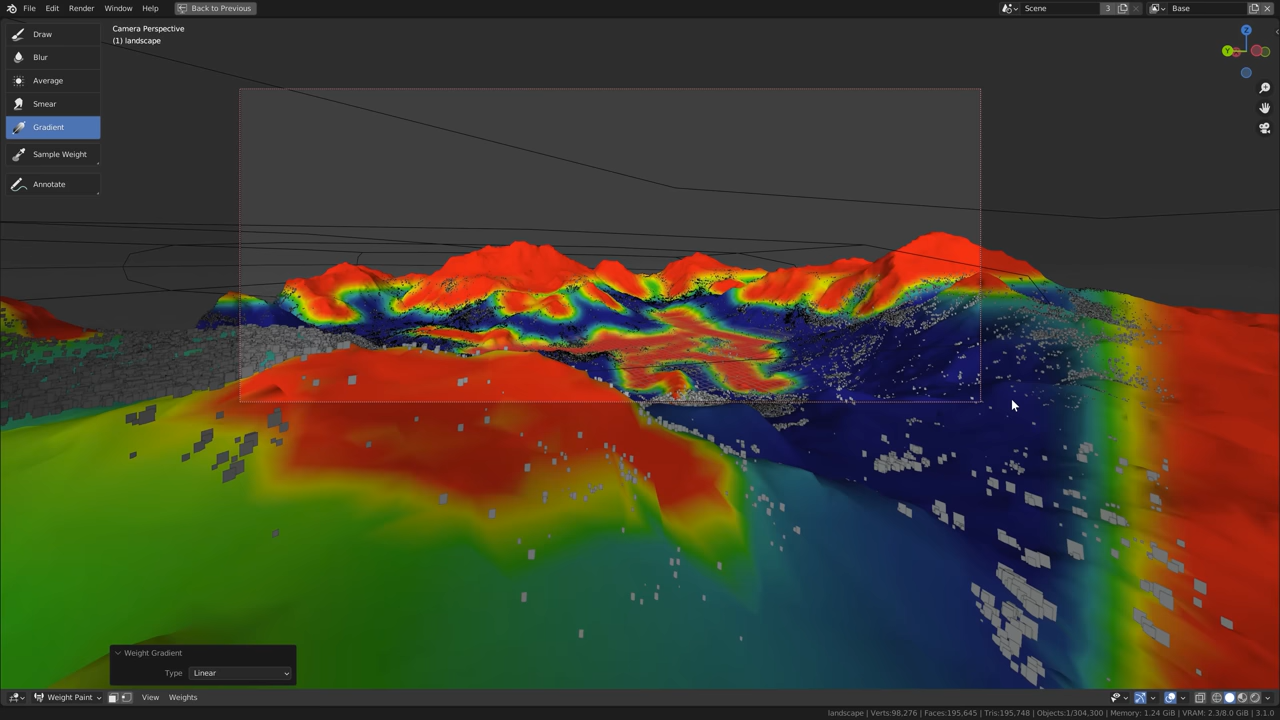 File Edit Render Window Help Back to Previous Scene 3 Base
Camera Perspective
(1) landscape
Draw
Blur
Average
Smear
Gradient
Sample Weight
Annotate
Z
Y
Weight Gradient
Type Linear
Weight Paint View Weights
landscape | Verts:98,276 | Faces:195,645 | Tris:195,748 | Objects:1/304,300 | Memory: 1.24 GiB | VRAM: 2.3/8.0 GiB | 3.1.0